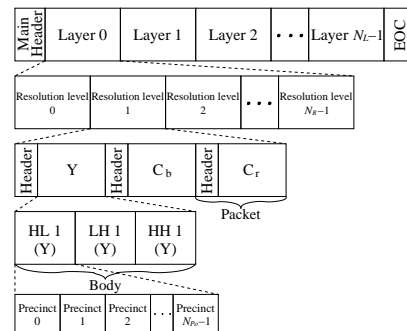 Main Header Layer 0 Layer 1 Layer 2 ••• Layer N_L−1 EOC
Resolution level 0 Resolution level 1 Resolution level 2 ••• Resolution level N_R−1
Header Y Header C_b Header C_r
Packet
HL 1 (Y) LH 1 (Y) HH 1 (Y)
Body
Precinct 0 Precinct 1 Precinct 2 ••• Precinct N_Po−1